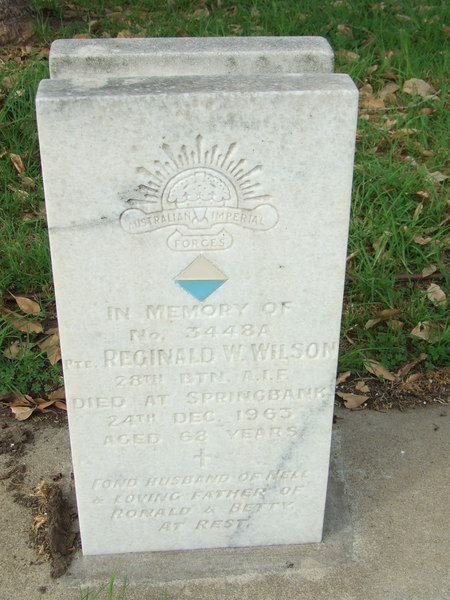 AUSTRALIAN IMPERIAL
FORCES
IN MEMORY OF
No. 3448A
PTE. REGINALD W. WILSON
28TH BTN. A.I.F.
DIED AT SPRINGBANK
24TH DEC. 1963
AGED 68 YEARS
FOND HUSBAND OF NELL
& LOVING FATHER OF
RONALD & BETTY.
AT REST.